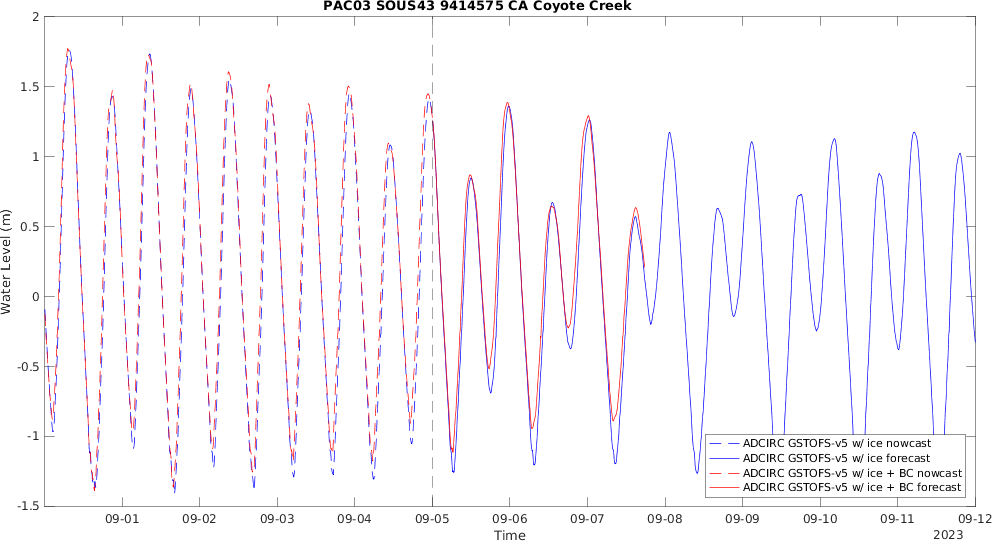 PAC03 SOUS43 9414575 CA Coyote Creek
2
1.5
1
0.5
0
-0.5
-1
-1.5
Water Level (m)
ADCIRC GSTOFS-v5 w/ ice nowcast
ADCIRC GSTOFS-v5 w/ ice forecast
ADCIRC GSTOFS-v5 w/ ice + BC nowcast
ADCIRC GSTOFS-v5 w/ ice + BC forecast
09-01 09-02 09-03 09-04 09-05 09-06 09-07 09-08 09-09 09-10 09-11 09-12
Time
2023